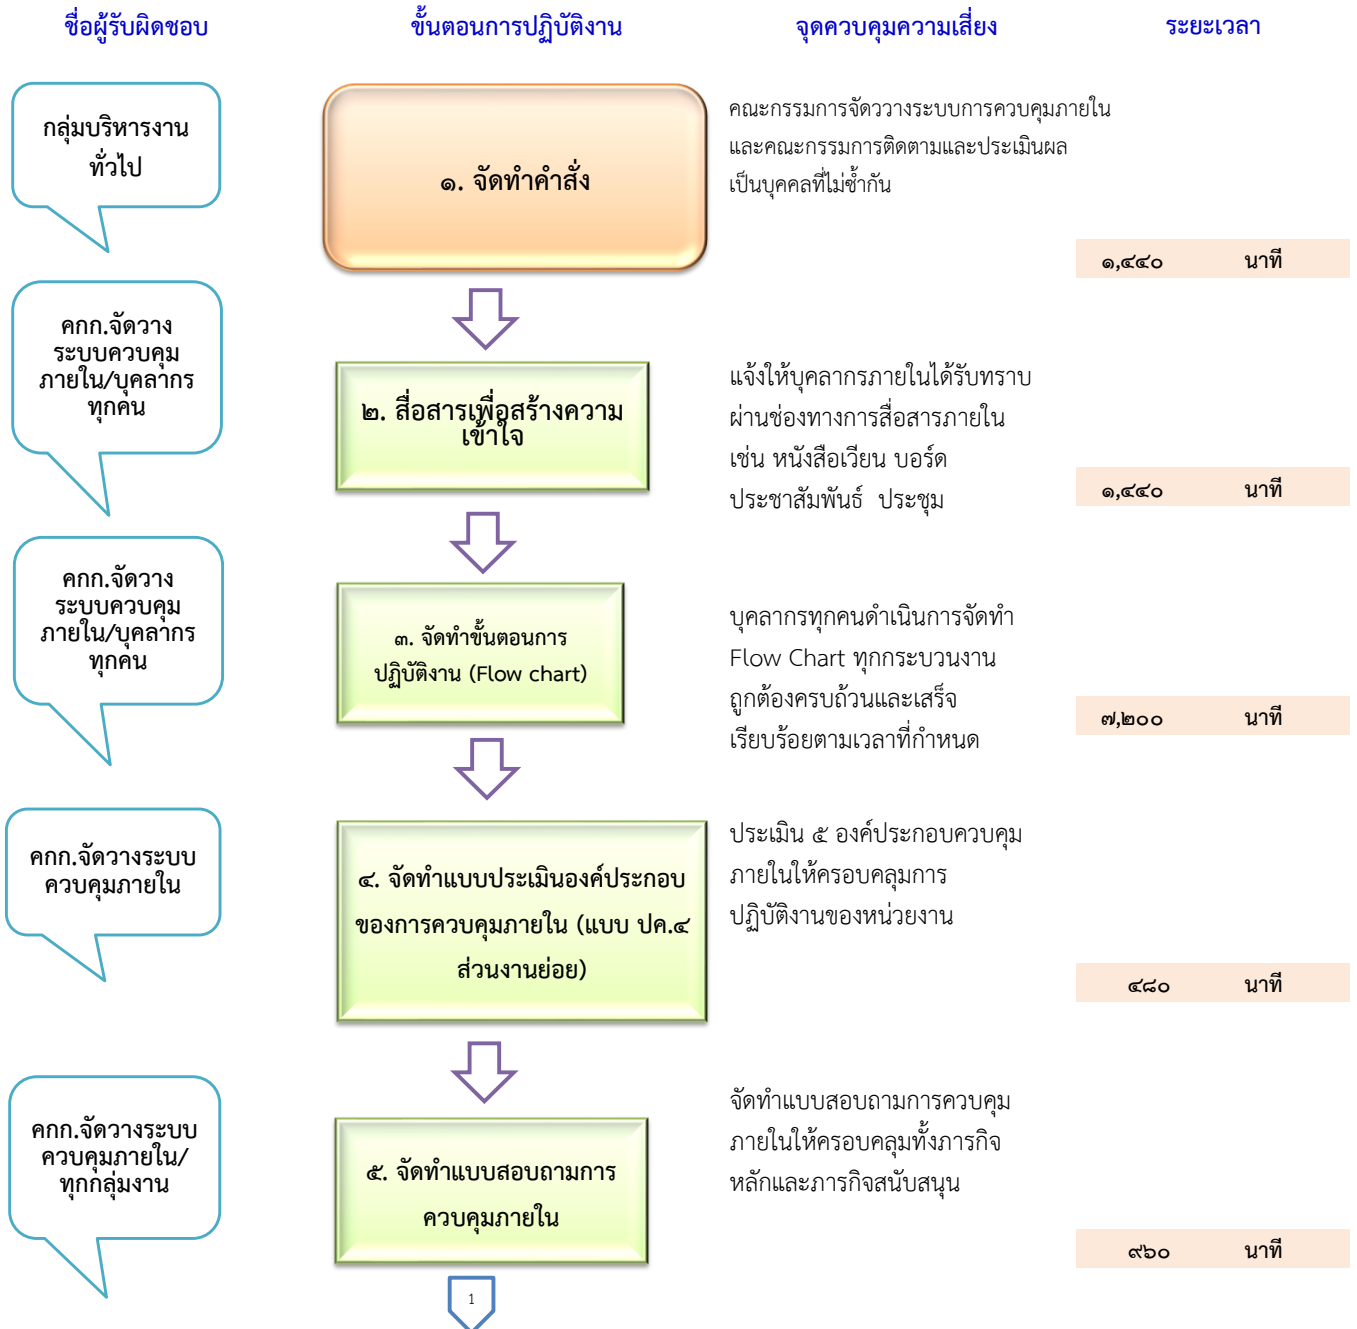 ชื่อผู้รับผิดชอบ ขั้นตอนการปฏิบัติงาน จุดควบคุมความเสี่ยง ระยะเวลา
กลุ่มบริหารงาน
ทั่วไป
๑. จัดทำคำสั่ง
คณะกรรมการจัดววางระบบการควบคุมภายใน
และคณะกรรมการติดตามและประเมินผล
เป็นบุคคลที่ไม่ซ้ำกัน
๑,๔๔๐ นาที
คกก.จัดวาง
ระบบควบคุม
ภายใน/บุคลากร
ทุกคน
๒. สื่อสารเพื่อสร้างความ
เข้าใจ
แจ้งให้บุคลากรภายในได้รับทราบ
ผ่านช่องทางการสื่อสารภายใน
เช่น หนังสือเวียน บอร์ด
ประชาสัมพันธ์ ประชุม
๑,๔๔๐ นาที
คกก.จัดวาง
ระบบควบคุม
ภายใน/บุคลากร
ทุกคน
๓. จัดทำขั้นตอนการ
ปฏิบัติงาน (Flow chart)
บุคลากรทุกคนดำเนินการจัดทำ
Flow Chart ทุกกระบวนงาน
ถูกต้องครบถ้วนและเสร็จ
เรียบร้อยตามเวลาที่กำหนด
๗,๒๐๐ นาที
คกก.จัดวางระบบ
ควบคุมภายใน
๔. จัดทำแบบประเมินองค์ประกอบ
ของการควบคุมภายใน (แบบ ปค.๔
ส่วนงานย่อย)
ประเมิน ๕ องค์ประกอบควบคุม
ภายในให้ครอบคลุมการ
ปฏิบัติงานของหน่วยงาน
๔๘๐ นาที
คกก.จัดวางระบบ
ควบคุมภายใน/
ทุกกลุ่มงาน
๕. จัดทำแบบสอบถามการ
ควบคุมภายใน
จัดทำแบบสอบถามการควบคุม
ภายในให้ครอบคลุมทั้งภารกิจ
หลักและภารกิจสนับสนุน
๙๖๐ นาที
1